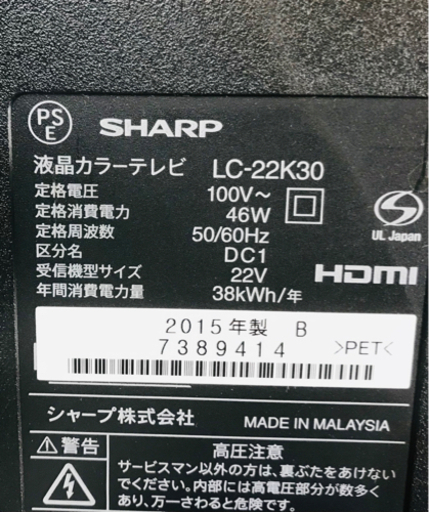 PSE
SHARP
液晶カラーテレビ LC-22K30
定格電圧 100V～
定格消費電力 46W
定格周波数 50/60Hz
区分名 DC1
受信機型サイズ 22V
年間消費電力量 38kWh/年
S
UL Japan
HDMI
2015年製 B
7389414 >PET<
シャープ株式会社 MADE IN MALAYSIA
警告 高圧注意
サービスマン以外の方は、裏ぶたをあけないで
ください。内部には高電圧部分が数多く
あり、万一さわると危険です